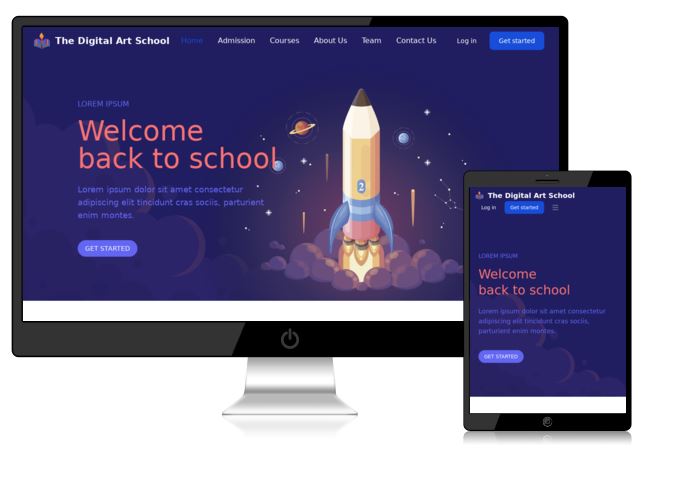 The Digital Art School Home Admission Courses About Us Team Contact Us Log in Get started
LOREM IPSUM
Welcome
back to school
Lorem ipsum dolor sit amet consectetur
adipiscing elit tincidunt cras sociis, parturient
enim montes.
GET STARTED
2
The Digital Art School
Log in Get started
LOREM IPSUM
Welcome
back to school
Lorem ipsum dolor sit amet consectetur
adipiscing elit tincidunt cras sociis,
parturient enim montes.
GET STARTED